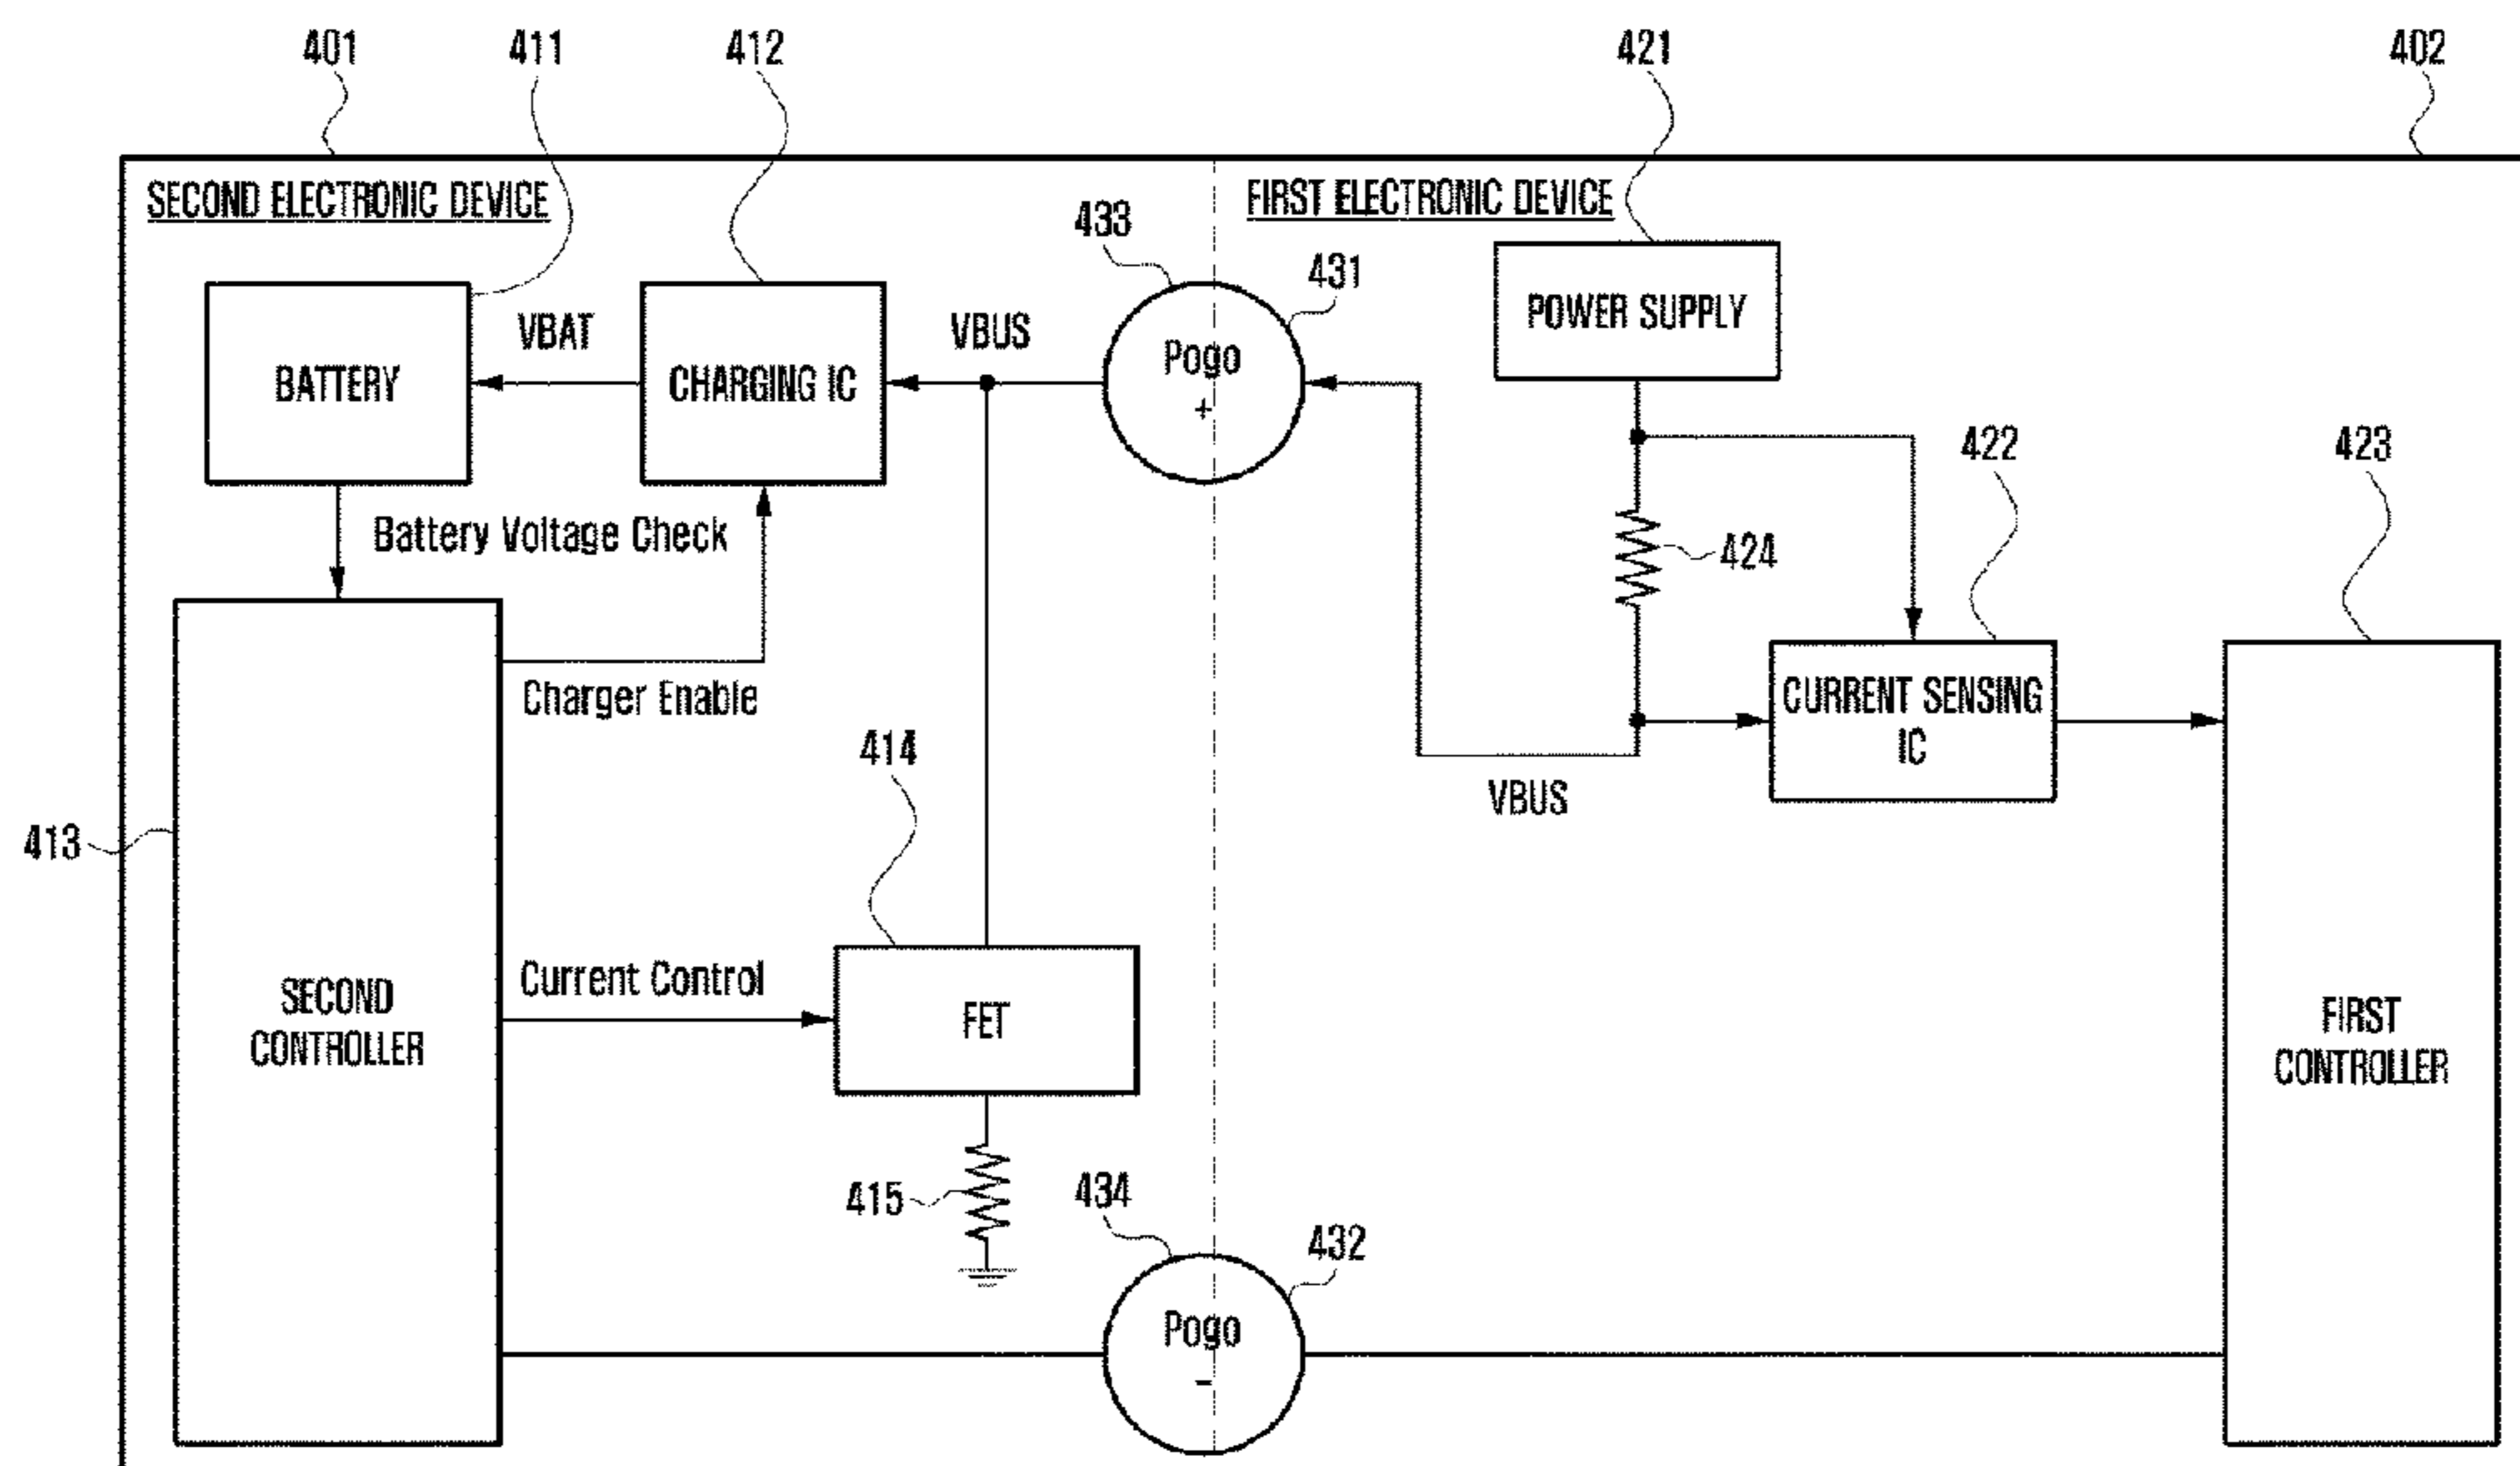 401
411
412
421
402
SECOND ELECTRONIC DEVICE
FIRST ELECTRONIC DEVICE
433
431
BATTERY
VBAT
CHARGING IC
VBUS
Pogo
+
POWER SUPPLY
422
423
Battery Voltage Check
424
Charger Enable
CURRENT SENSING
IC
414
VBUS
413
SECOND
CONTROLLER
Current Control
FET
FIRST
CONTROLLER
415
434
432
Pogo
-